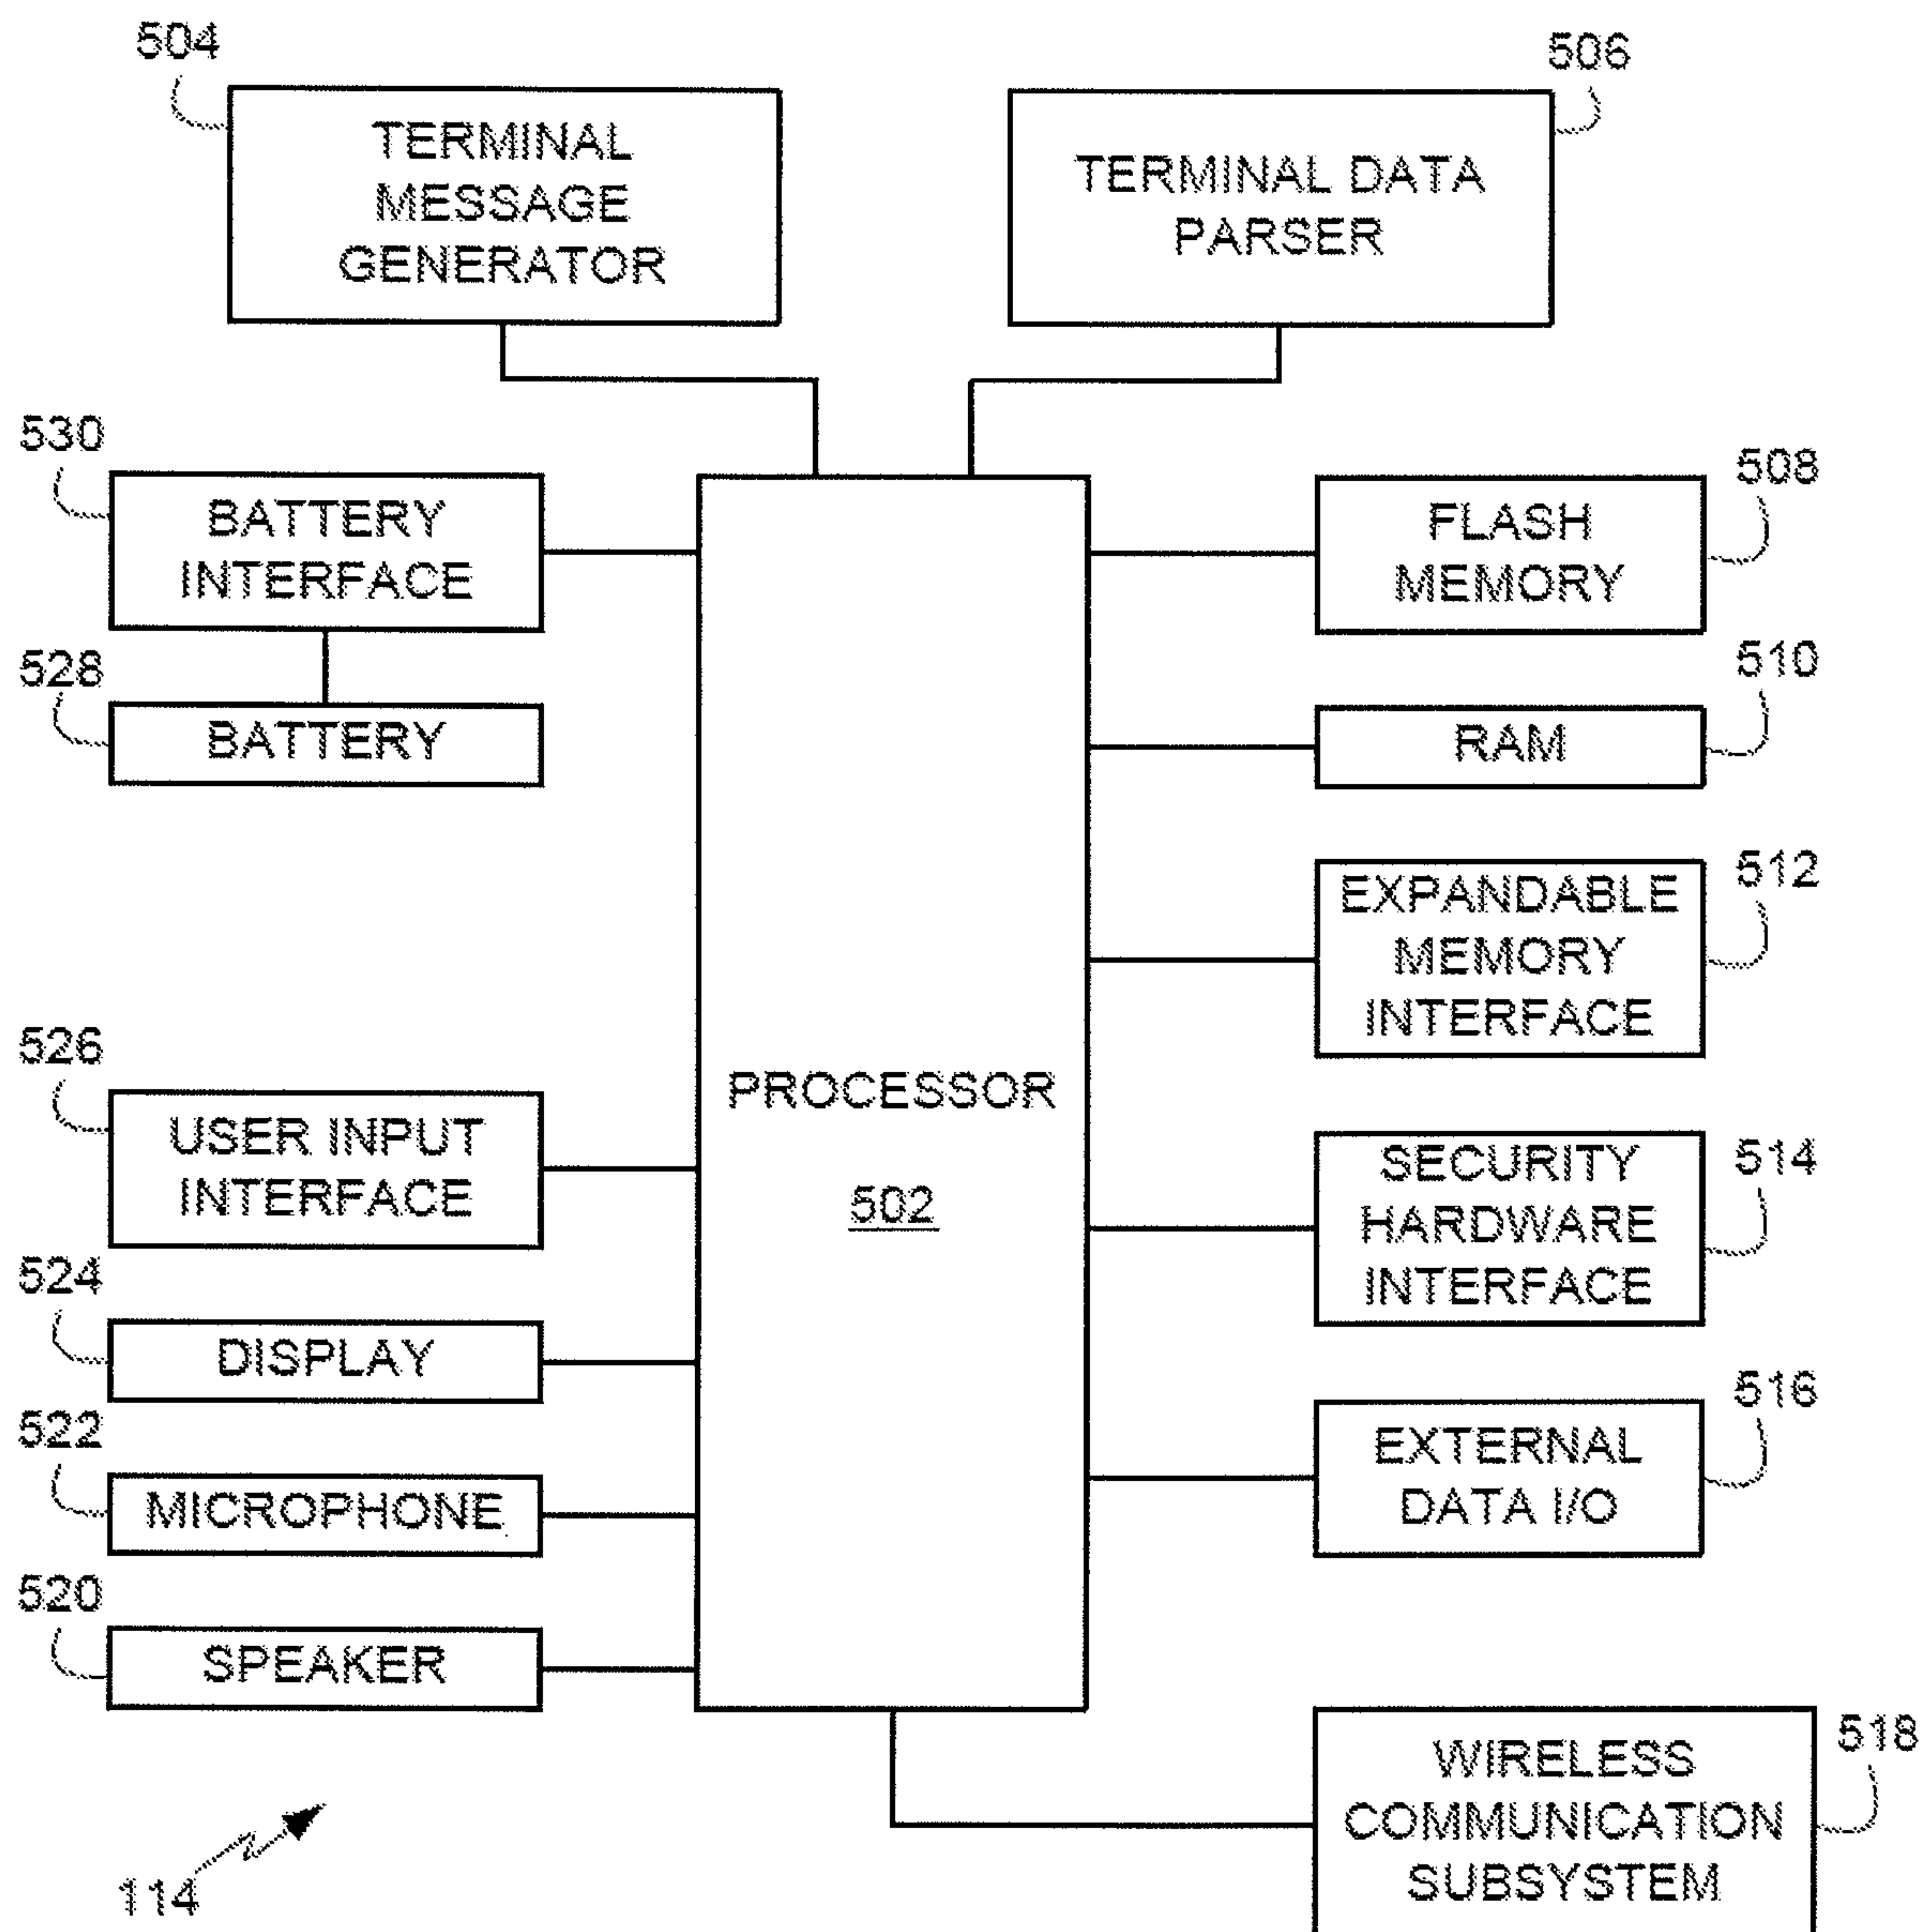 504
TERMINAL
MESSAGE
GENERATOR
506
TERMINAL DATA
PARSER
530
BATTERY
INTERFACE
528
BATTERY
526
USER INPUT
INTERFACE
524
DISPLAY
522
MICROPHONE
520
SPEAKER
PROCESSOR
502
508
FLASH
MEMORY
510
RAM
512
EXPANDABLE
MEMORY
INTERFACE
514
SECURITY
HARDWARE
INTERFACE
516
EXTERNAL
DATA I/O
518
WIRELESS
COMMUNICATION
SUBSYSTEM
114